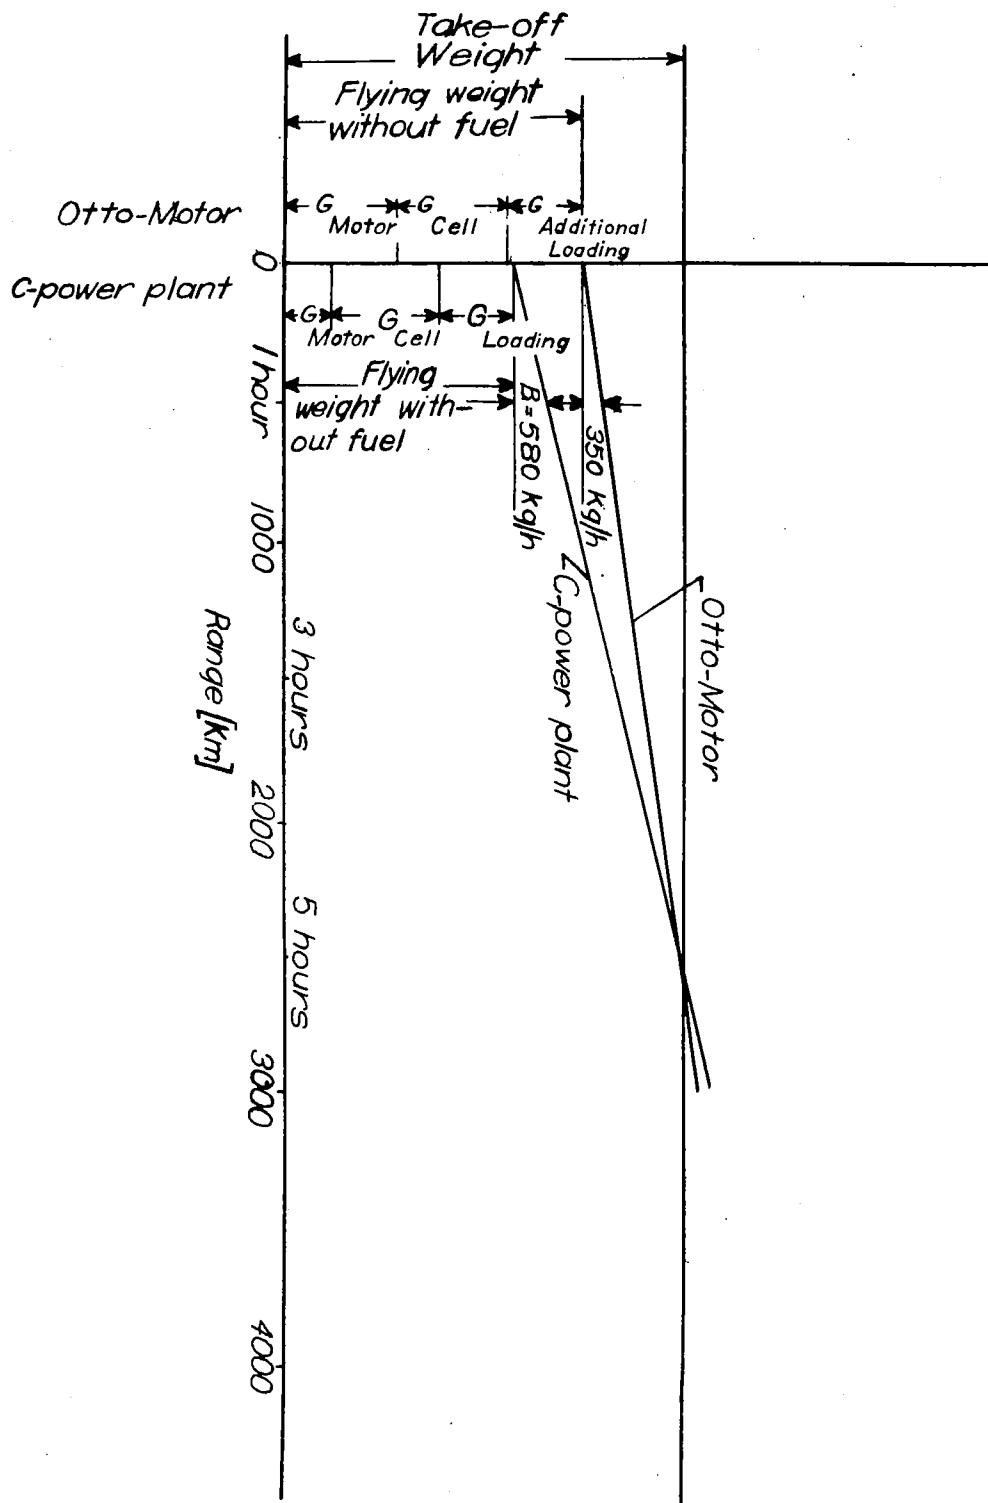 Take-off
Weight
Flying weight
without fuel
Otto-Motor
G
Motor
G
Cell
G
Additional
Loading
0
C-power plant
G
Motor
G
Cell
G
Loading
Flying
weight with-
out fuel
1 hour
B=580 kg/h
350 kg/h
1000
C-power plant
Otto-Motor
3 hours
Range [Km]
2000
5 hours
3000
4000